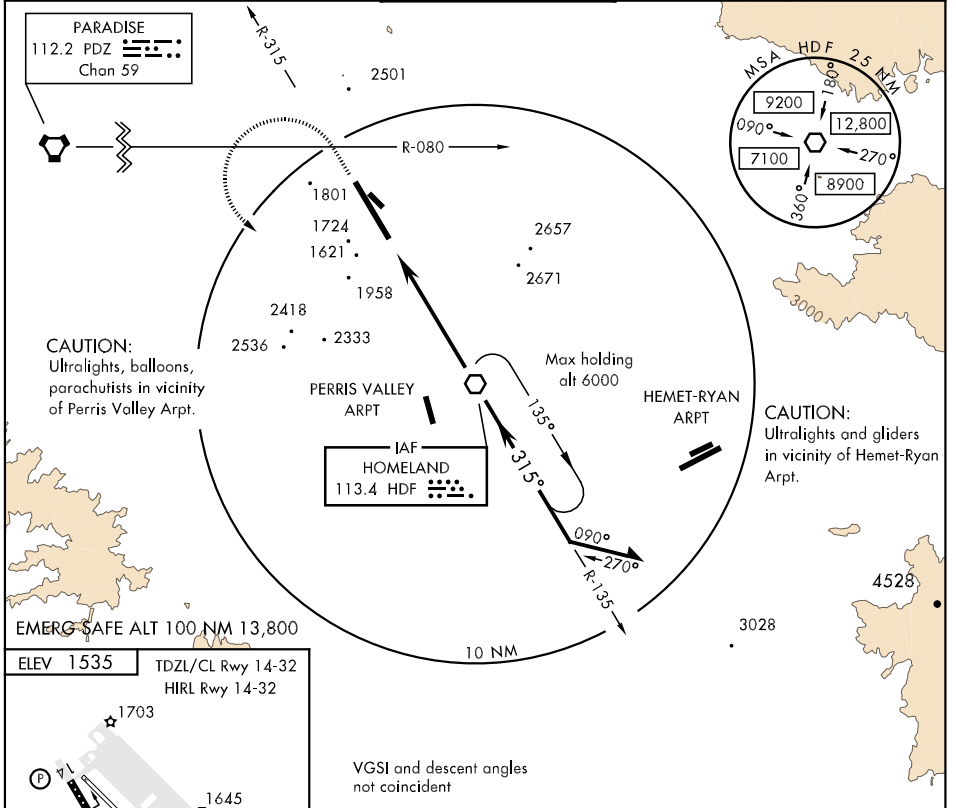 PARADISE
112.2 PDZ
Chan 59
R-315
2501
MSA HDF 25 NM
180°
9200
090°
12,800
7100
270°
8900
360°
R-080
1801
1724
1621
1958
2657
2671
2418
2536
2333
CAUTION:
Ultralights, balloons,
parachutists in vicinity
of Perris Valley Arpt.
3000
Max holding
alt 6000
PERRIS VALLEY
ARPT
135°
HEMET-RYAN
ARPT
CAUTION:
Ultralights and gliders
in vicinity of Hemet-Ryan
Arpt.
IAF
HOMELAND
113.4 HDF
315°
090°
270°
R-135
4528
3028
EMERG SAFE ALT 100 NM 13,800
10 NM
ELEV 1535
TDZL/CL Rwy 14-32
HIRL Rwy 14-32
1703
P
14
1645
VGSI and descent angles
not coincident